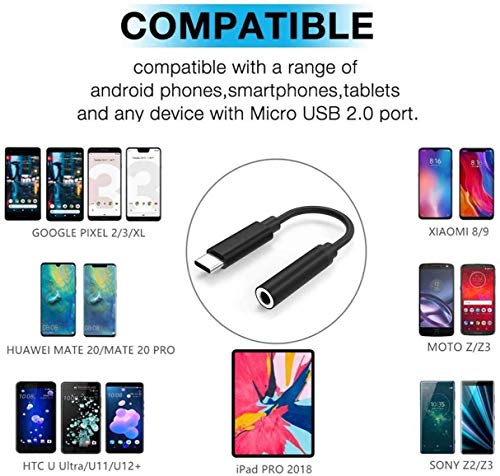 COMPATIBLE
compatible with a range of
android phones,smartphones,tablets
and any device with Micro USB 2.0 port.
GOOGLE PIXEL 2/3/XL
XIAOMI 8/9
HUAWEI MATE 20/MATE 20 PRO
MOTO Z/Z3
HTC U Ultra/U11/U12+
iPad PRO 2018
SONY Z2/Z3